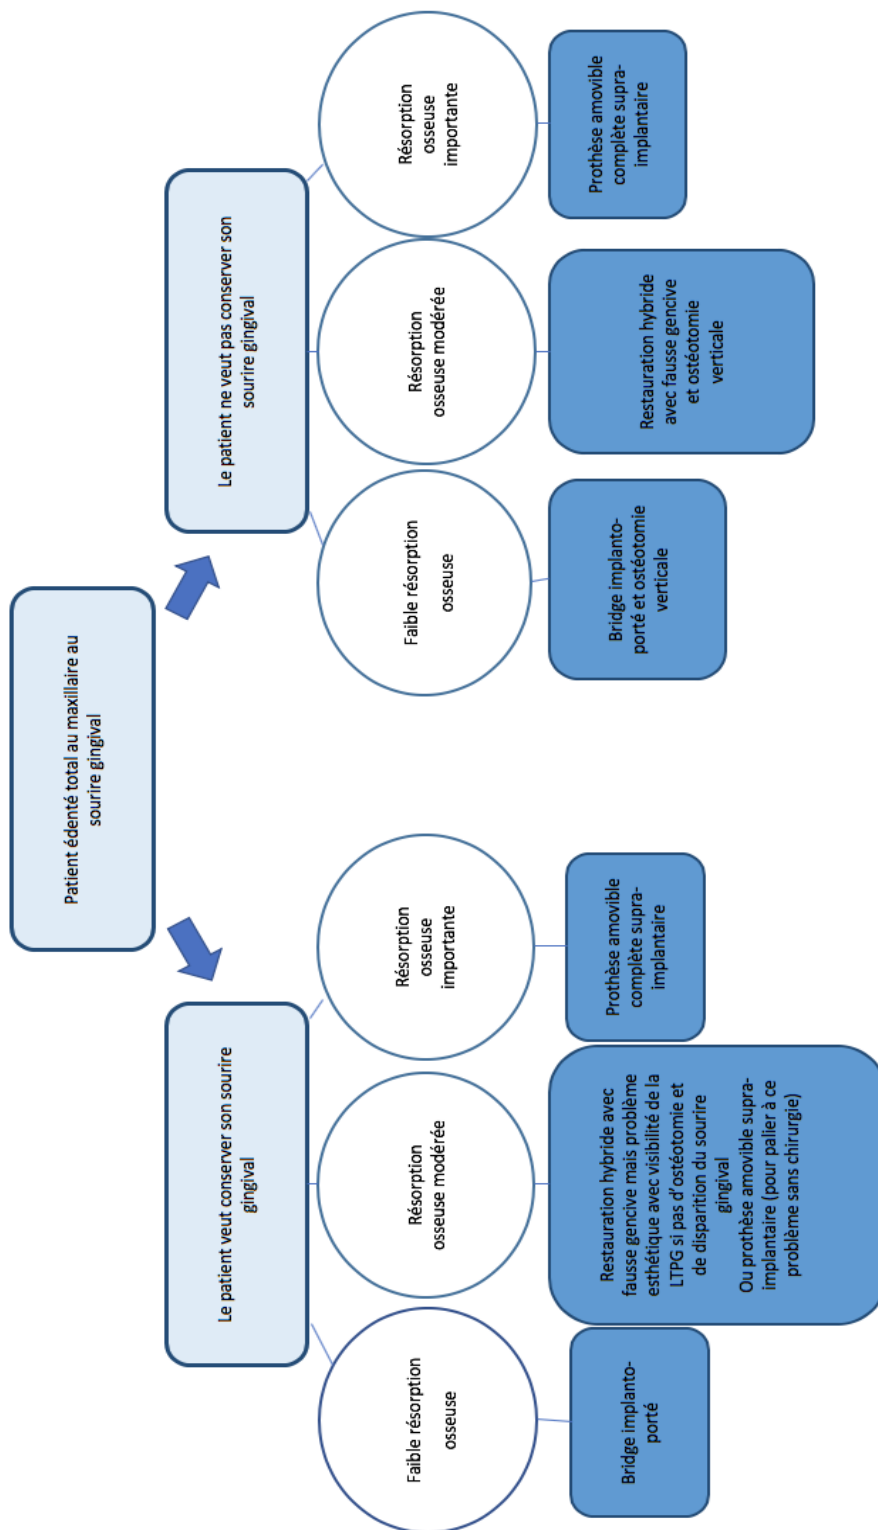 Patient édenté total au maxillaire au
sourire gingival
Le patient veut conserver son sourire
gingival
Le patient ne veut pas conserver son
sourire gingival
Faible résorption
osseuse
Résorption
osseuse modérée
Résorption
osseuse
importante
Faible résorption
osseuse
Résorption
osseuse modérée
Résorption
osseuse
importante
Bridge implanto-
porté
Restauration hybride avec
fausse gencive mais problème
esthétique avec visibilité de la
LTPG si pas d'ostéotomie et
de disparition du sourire
gingival
Ou prothèse amovible supra-
implantaire (pour palier à ce
problème sans chirurgie)
Prothèse amovible
complète supra-
implantaire
Bridge implanto-
porté et ostéotomie
verticale
Restauration hybride
avec fausse gencive
et ostéotomie
verticale
Prothèse amovible
complète supra-
implantaire